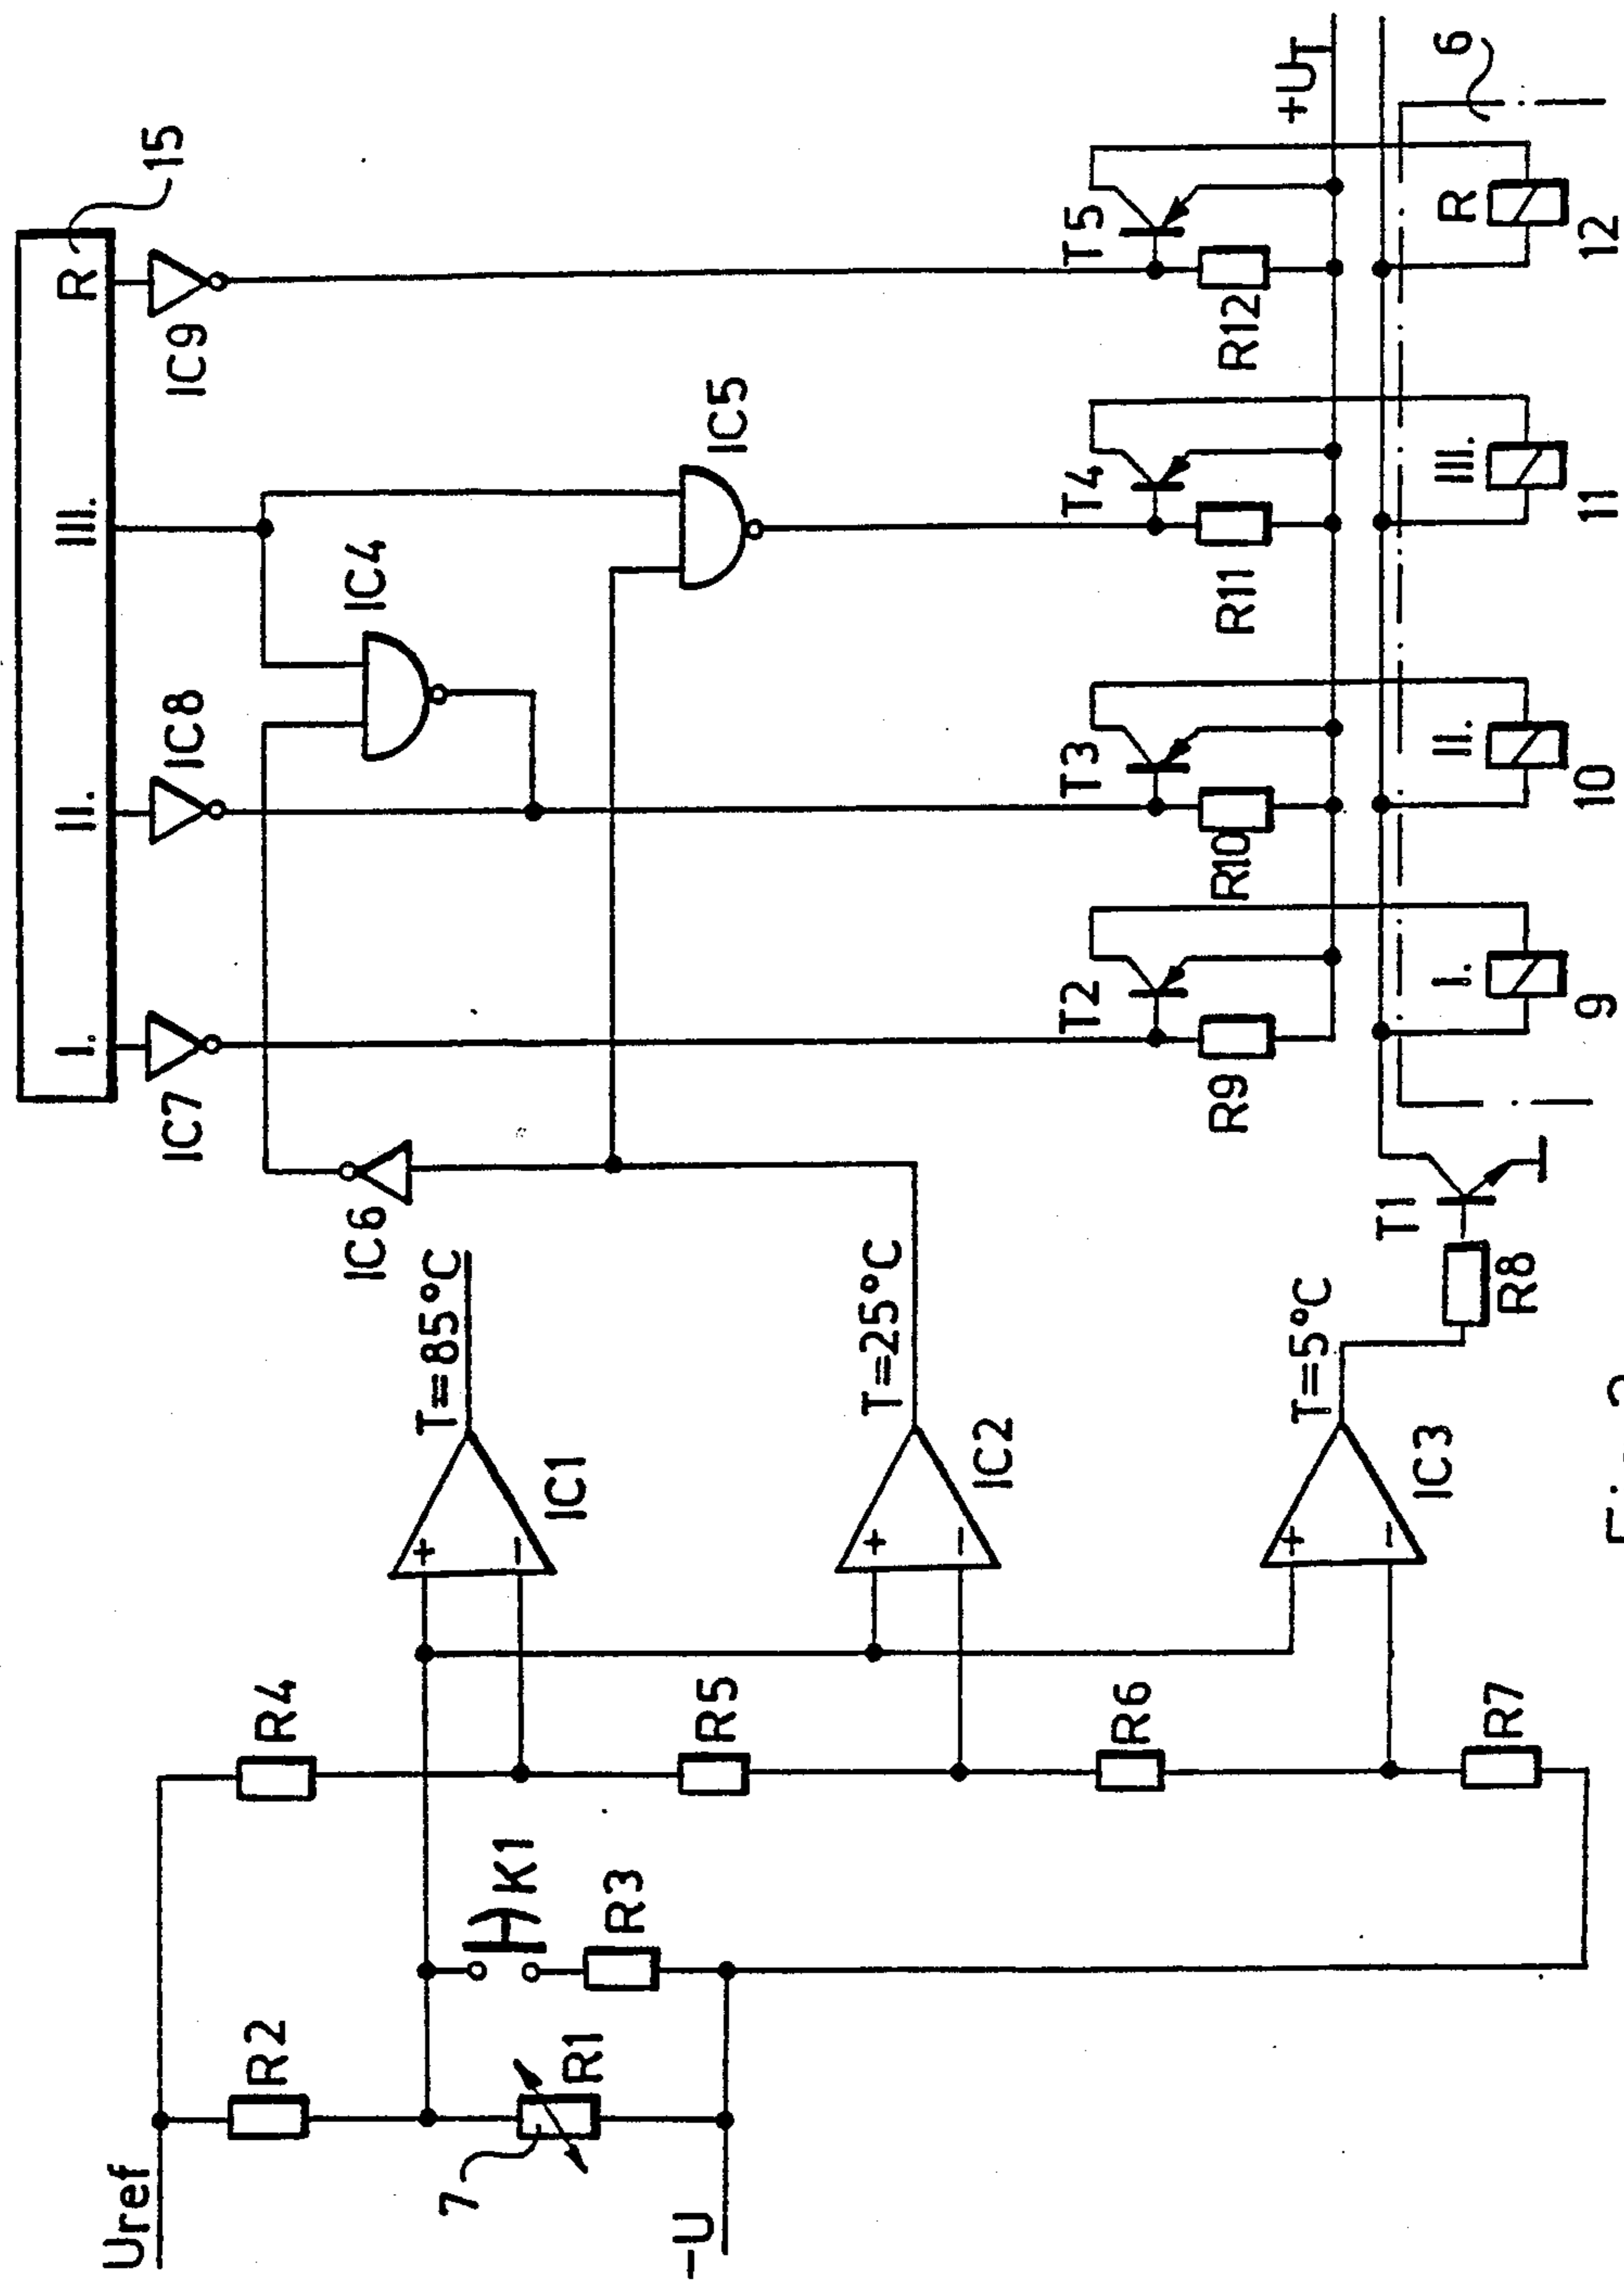 Uref
-U
7
R2
R1
K1
R3
R4
R5
R6
R7
+
−
IC1
+
−
IC2
+
−
IC3
T=85°C
T=25°C
T=5°C
R8
T1
IC6
I.
II.
III.
R
15
IC7
IC8
IC9
IC4
IC5
T2
T3
T4
T5
R9
R10
R11
R12
+UT
6
I.
II.
III.
R
9
10
11
12